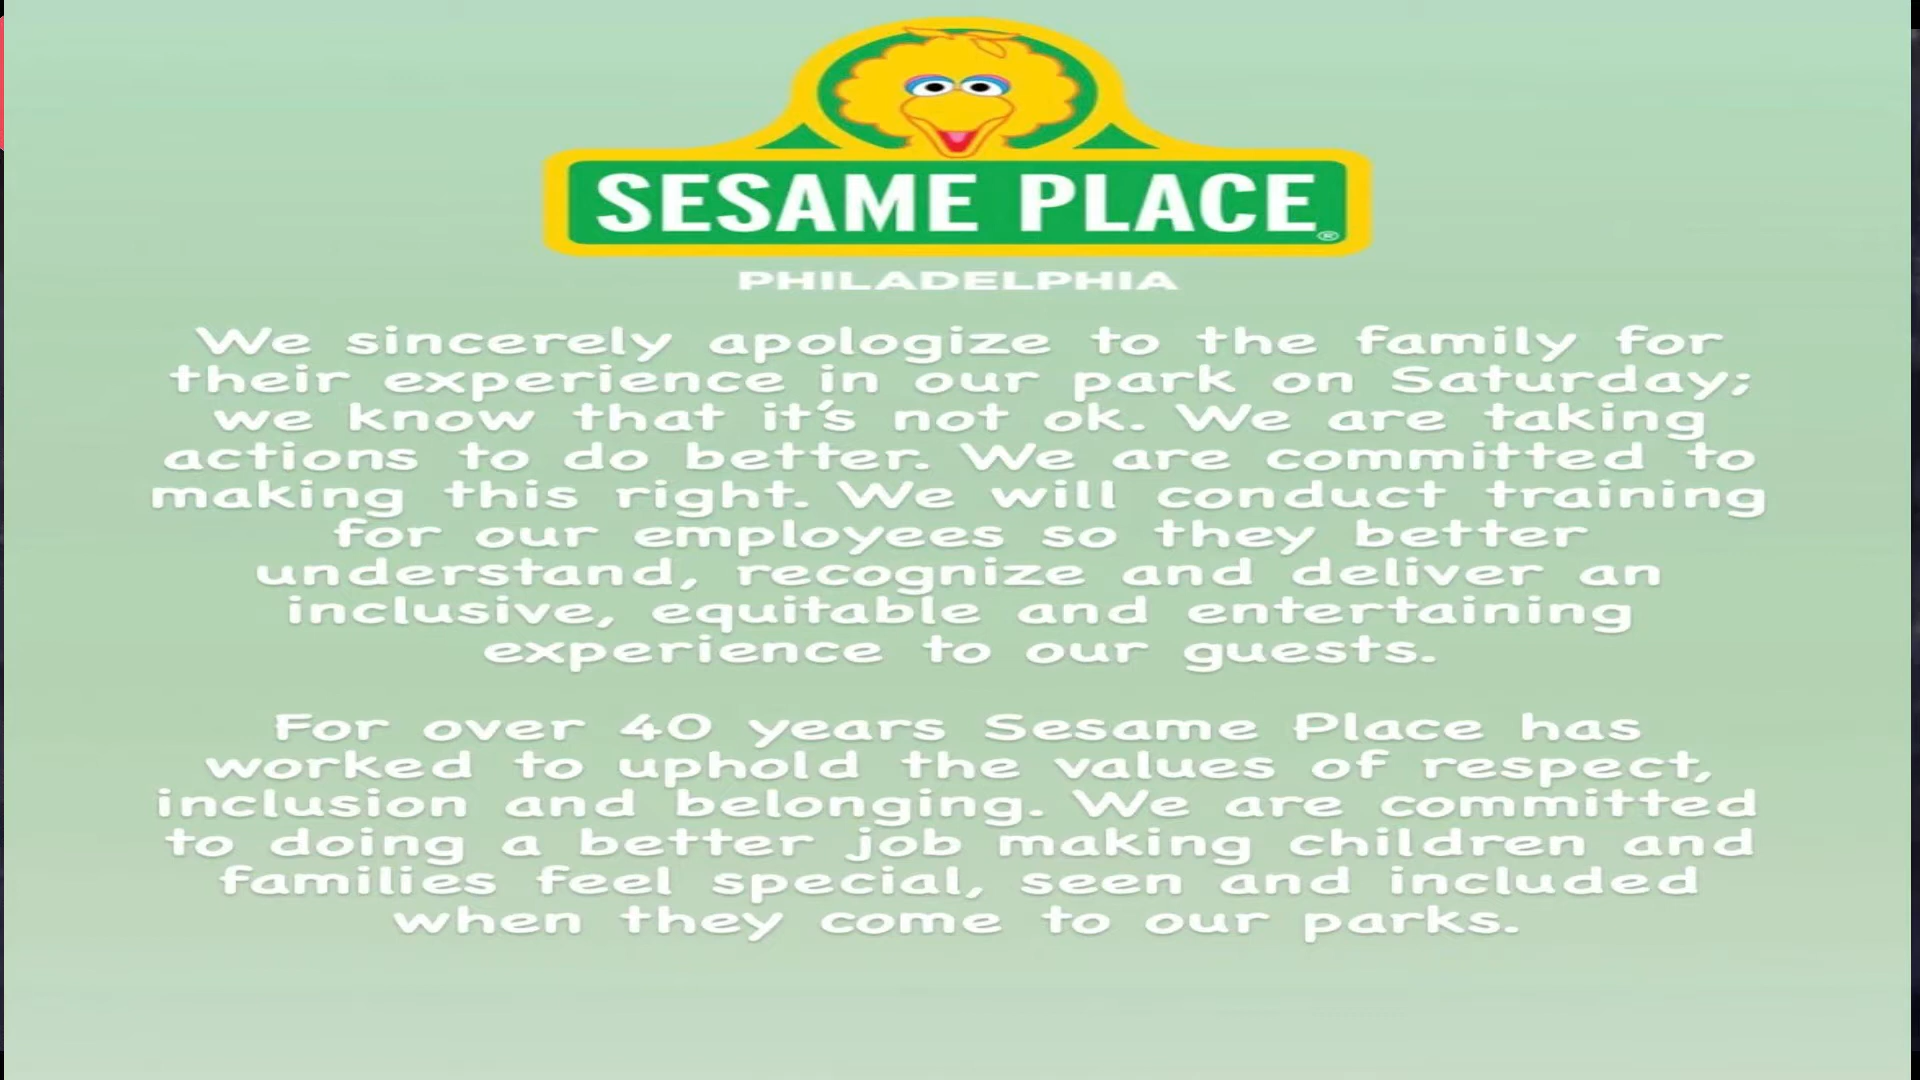 SESAME PLACE®
PHILADELPHIA
We sincerely apologize to the family for
their experience in our park on Saturday;
we know that it's not ok. We are taking
actions to do better. We are committed to
making this right. We will conduct training
for our employees so they better
understand, recognize and deliver an
inclusive, equitable and entertaining
experience to our guests.
For over 40 years Sesame Place has
worked to uphold the values of respect,
inclusion and belonging. We are committed
to doing a better job making children and
families feel special, seen and included
when they come to our parks.